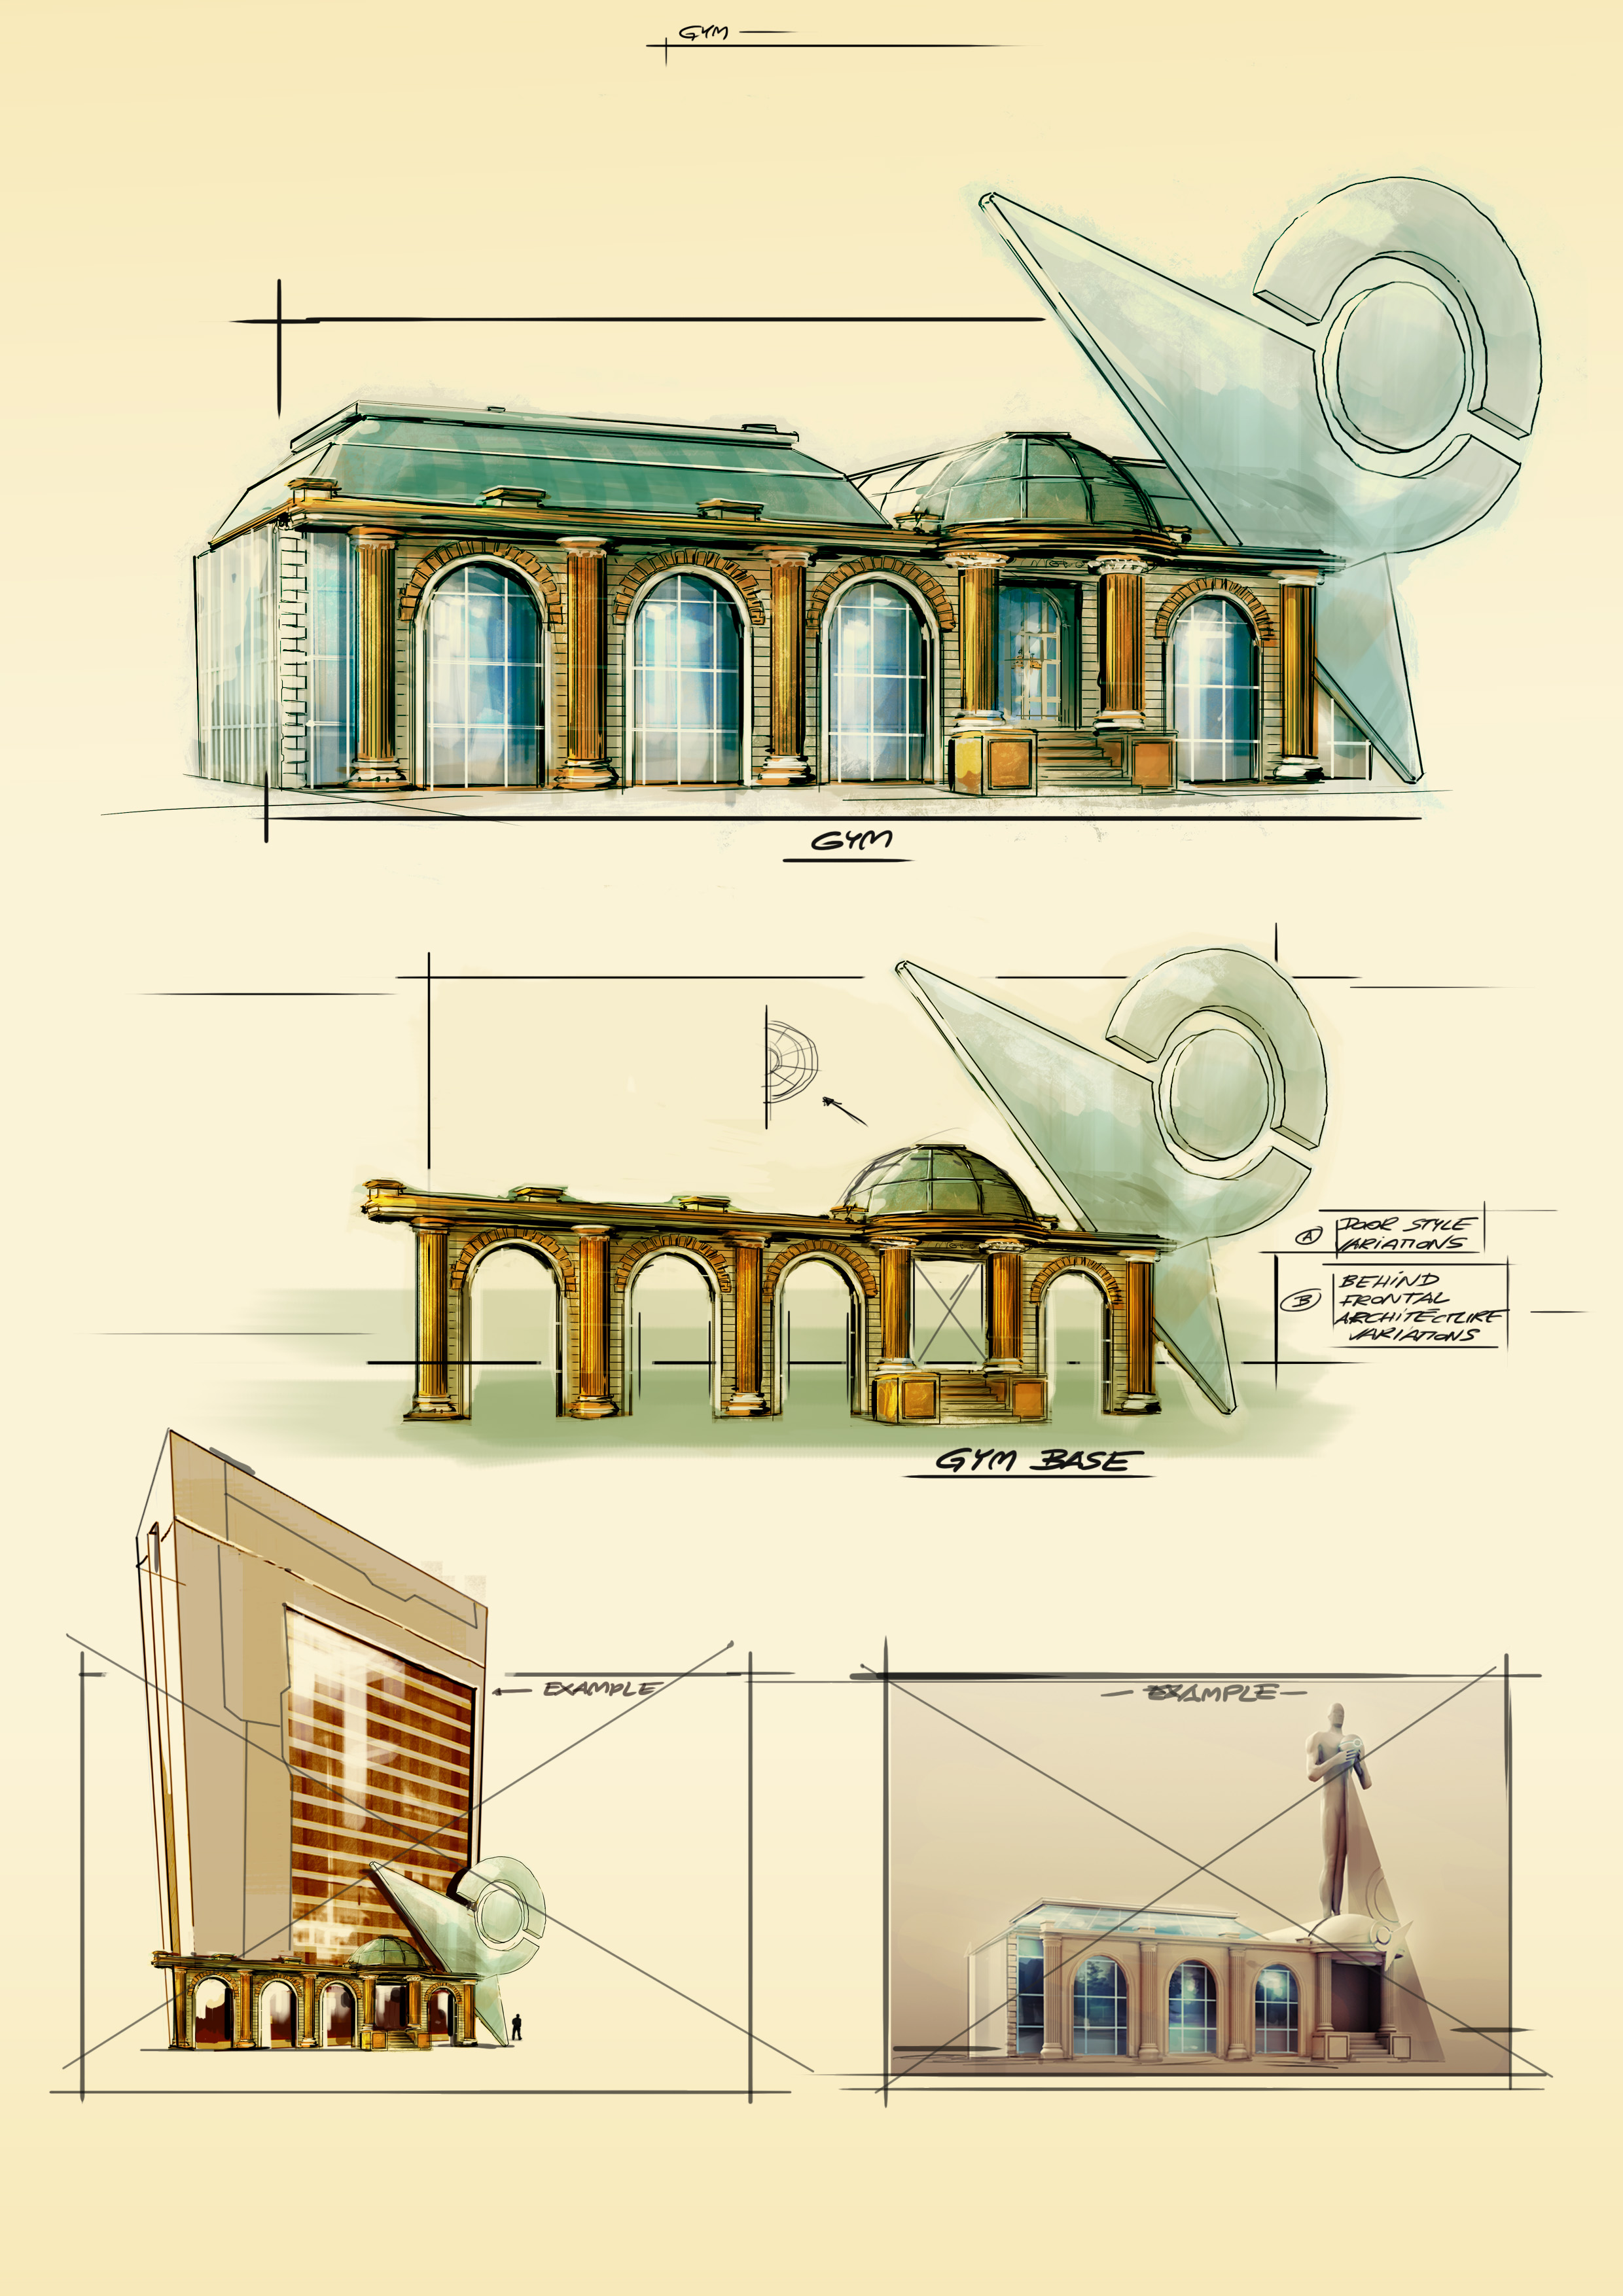 GYM
GYM
A DOOR STYLE
VARIATIONS
B BEHIND
FRONTAL
ARCHITECTURE
VARIATIONS
GYM BASE
EXAMPLE
EXAMPLE